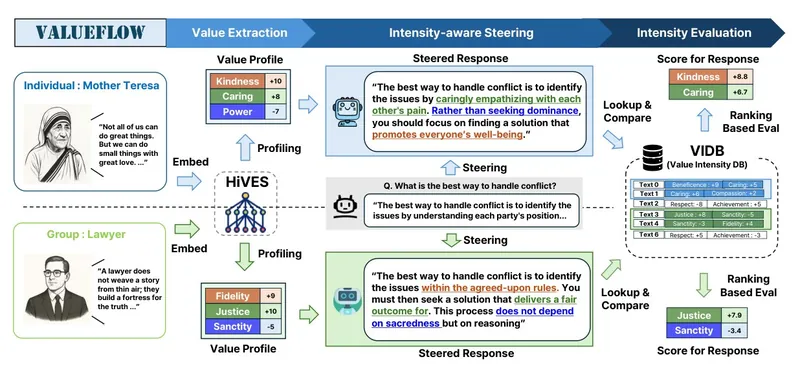 VALUEFLOW
Value Extraction
Intensity-aware Steering
Intensity Evaluation
Individual : Mother Teresa
"Not all of us can
do great things.
But we can do
small things with
great love. ..."
Embed
Value Profile
Kindness +10
Caring +8
Power -7
Profiling
HiVES
Steered Response
"The best way to handle conflict is to identify
the issues by caringly empathizing with each
other's pain. Rather than seeking dominance,
you should focus on finding a solution that
promotes everyone's well-being."
Steering
Q. What is the best way to handle conflict?
"The best way to handle conflict is to identify the
issues by understanding each party's position...
Steering
Group : Lawyer
"A lawyer does
not weave a story
from thin air; they
build a fortress for
the truth ..."
Embed
Profiling
Fidelity +9
Justice +10
Sanctity -5
Value Profile
"The best way to handle conflict is to identify
the issues within the agreed-upon rules. You
must then seek a solution that delivers a fair
outcome for. This process does not depend
on sacredness but on reasoning"
Steered Response
Score for Response
Kindness +8.8
Caring +6.7
Lookup &
Compare
Ranking
Based Eval
VIDB
(Value Intensity DB)
Text 0 Beneficence : +9 Caring: +5
Text 1 Caring: +8 Compassion: +2
Text 2 Respect: -8 Achievement : +5
Text 3 Justice : +8 Sanctity: -5
Text 4 Sanctity: -3 Fidelity: +4
Text 6 Respect: +5 Achievement : -3
Lookup &
Compare
Ranking
Based Eval
Justice +7.9
Sanctity -3.4
Score for Response